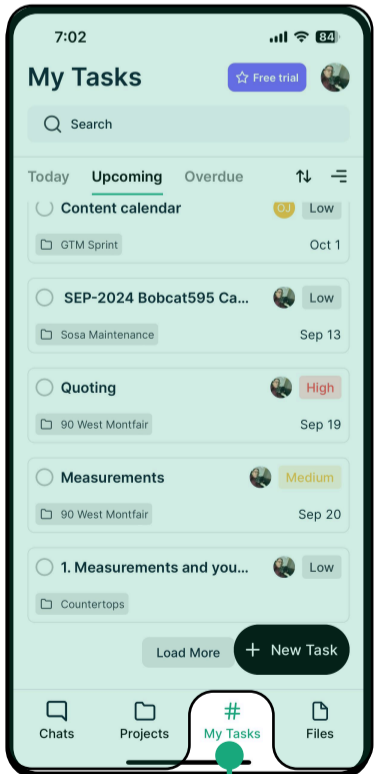 7:02
84
My Tasks
Free trial
Search
Today Upcoming Overdue
Content calendar OJ Low
GTM Sprint Oct 1
SEP-2024 Bobcat595 Ca... Low
Sosa Maintenance Sep 13
Quoting High
90 West Montfair Sep 19
Measurements Medium
90 West Montfair Sep 20
1. Measurements and you... Low
Countertops
Load More
+ New Task
Chats Projects My Tasks Files